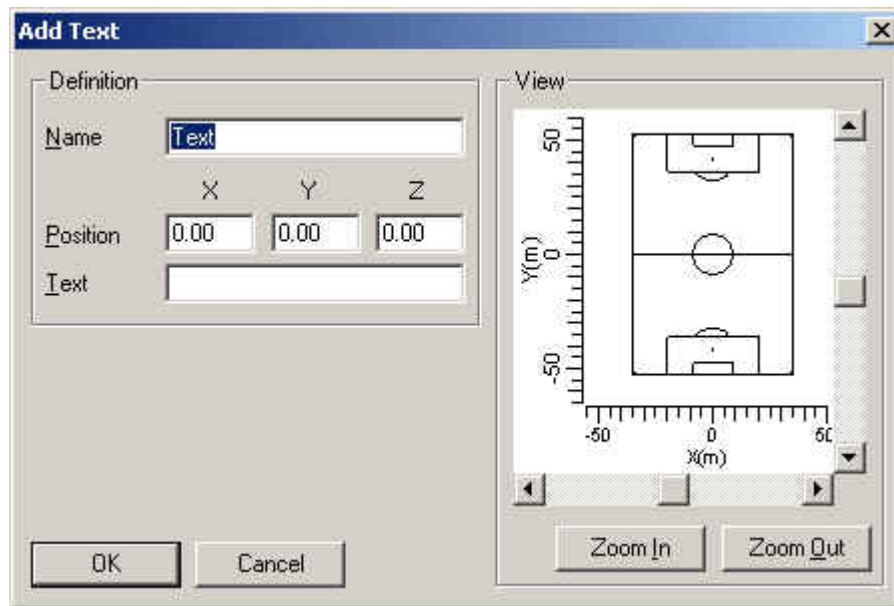 Add Text
Definition
Name Text
X Y Z
Position 0.00 0.00 0.00
Text
OK Cancel
View
50
0
-50
Y(m)
-50 0 50
X(m)
Zoom In Zoom Out